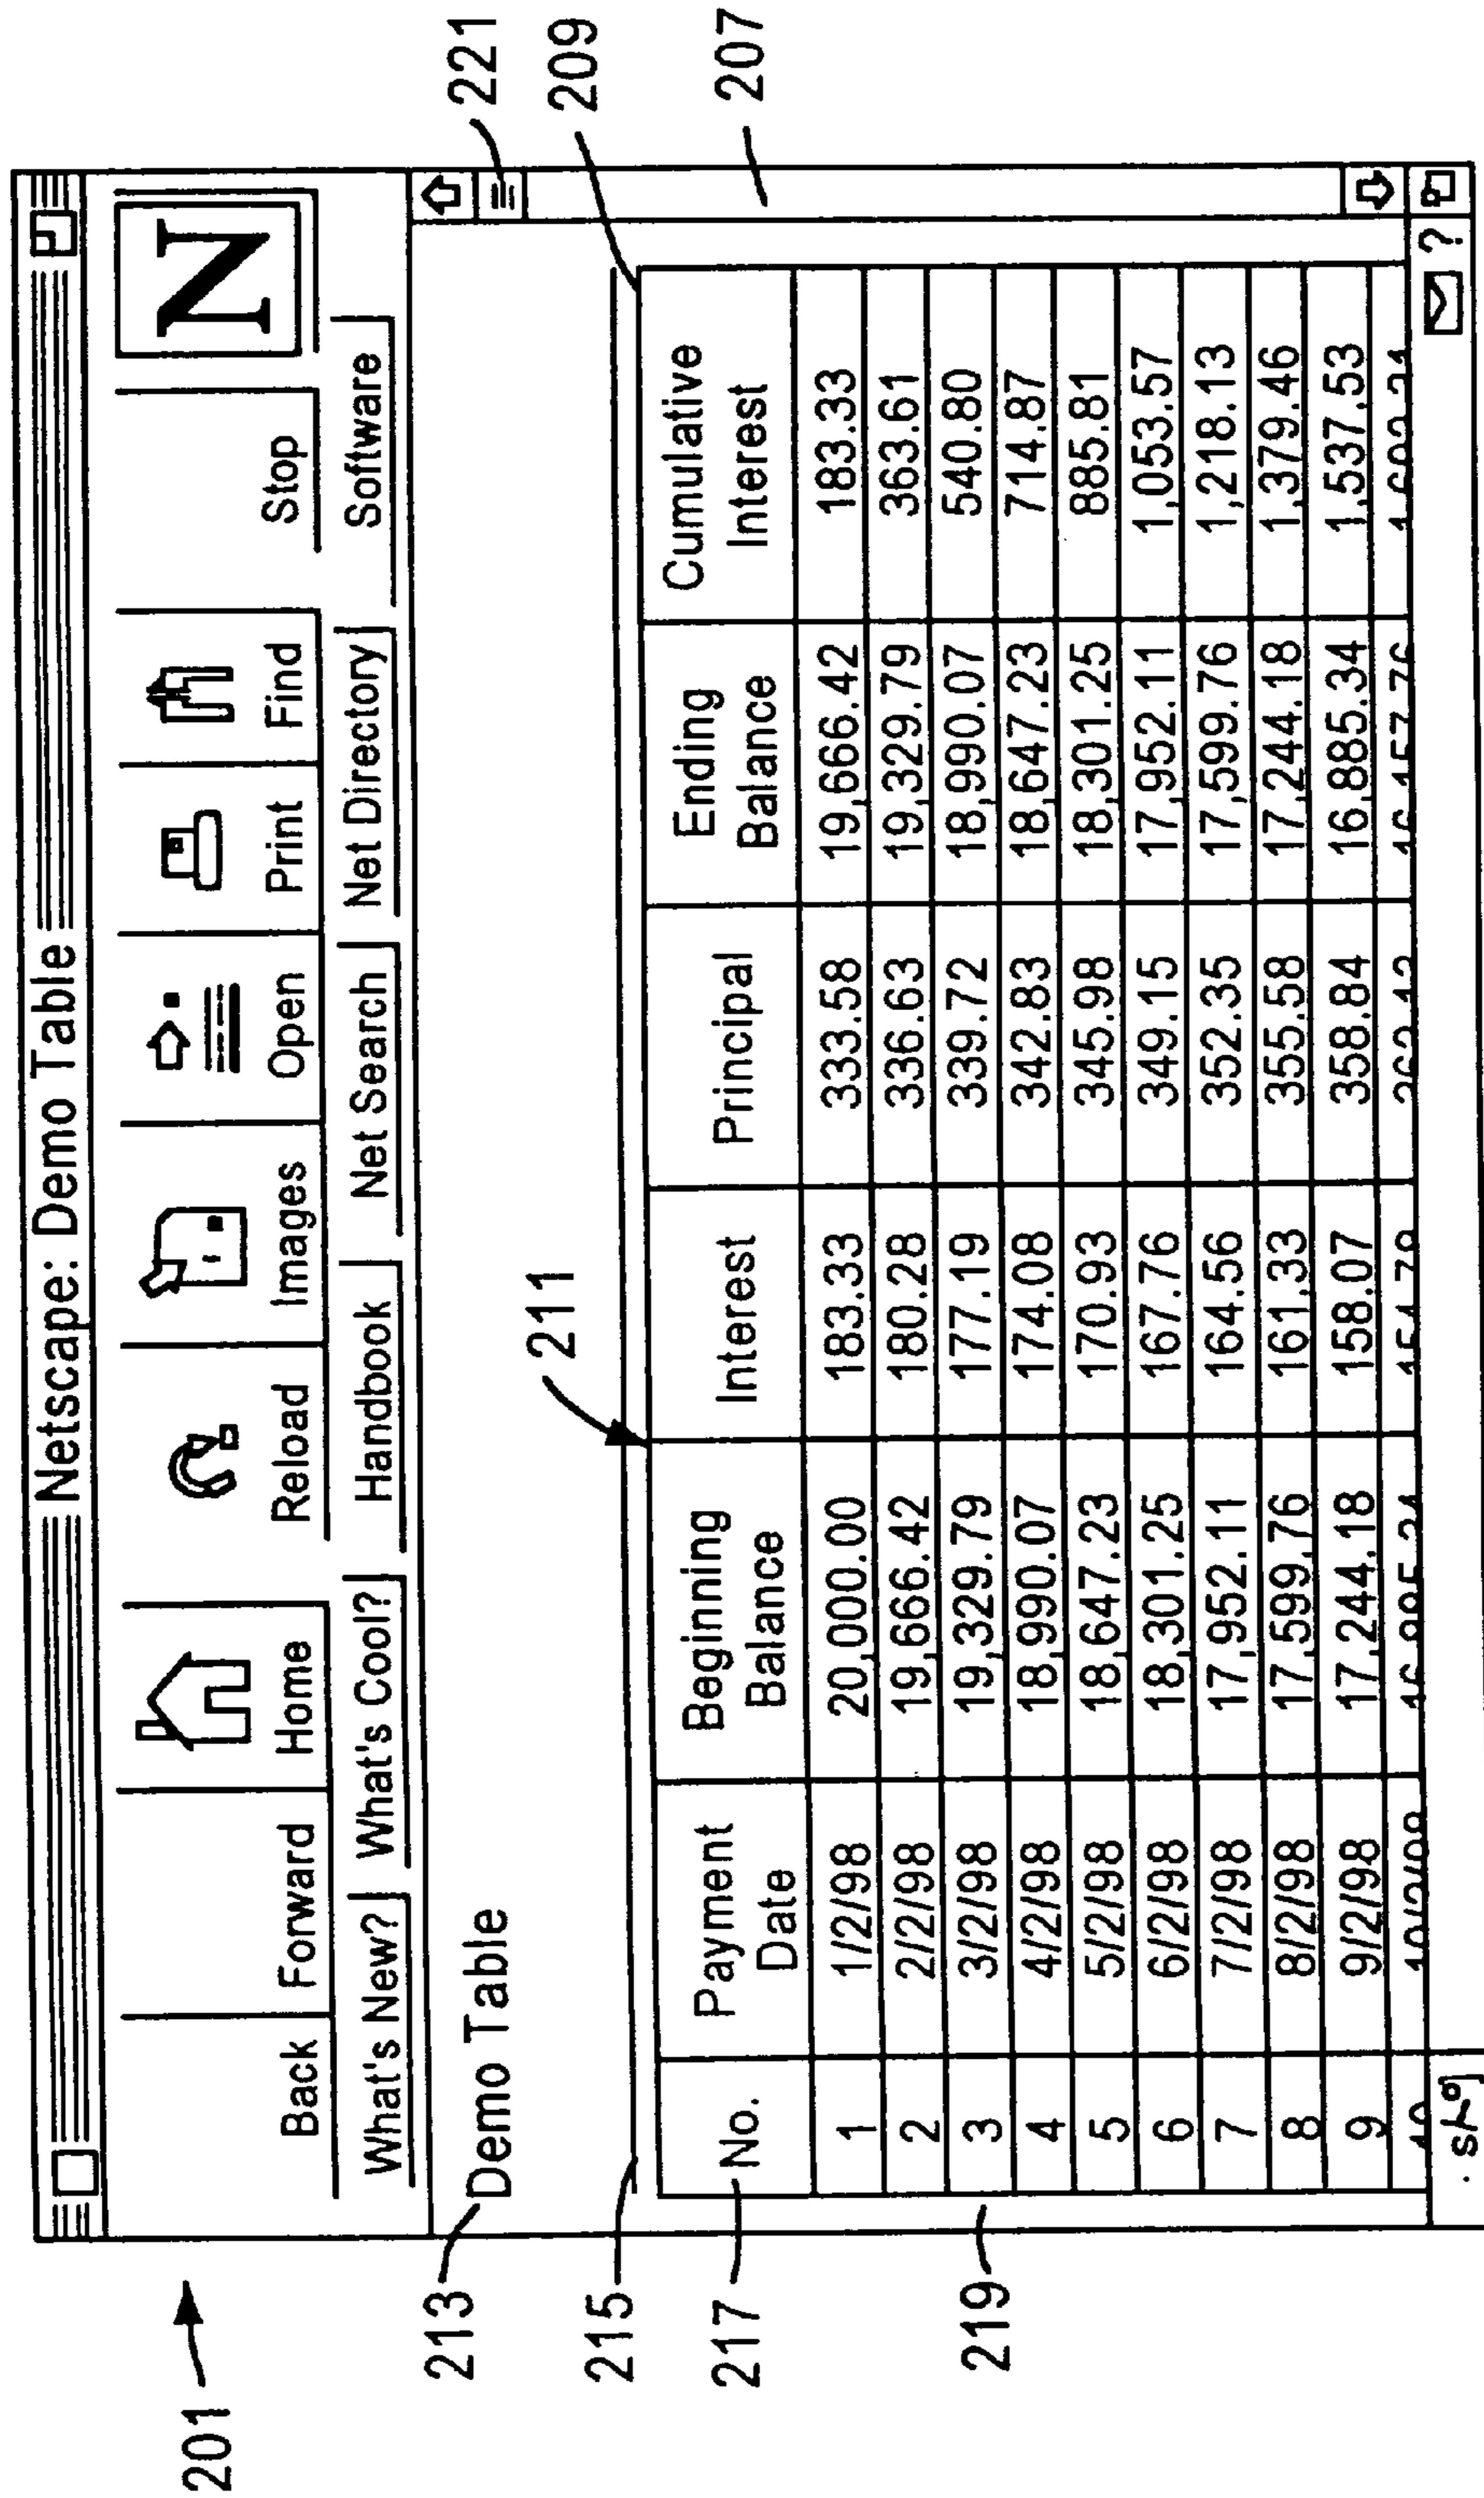 201
Netscape: Demo Table
Back Forward Home Reload Images Open Print Find Stop N
What's New? What's Cool? Handbook Net Search Net Directory Software
213 Demo Table
221
211
209
215
207
217
219
No. Payment Date Beginning Balance Interest Principal Ending Balance Cumulative Interest
1 1/2/98 20,000.00 183.33 333.58 19,666.42 183.33
2 2/2/98 19,666.42 180.28 336.63 19,329.79 363.61
3 3/2/98 19,329.79 177.19 339.72 18,990.07 540.80
4 4/2/98 18,990.07 174.08 342.83 18,647.23 714.87
5 5/2/98 18,647.23 170.93 345.98 18,301.25 885.81
6 6/2/98 18,301.25 167.76 349.15 17,952.11 1,053.57
7 7/2/98 17,952.11 164.56 352.35 17,599.76 1,218.13
8 8/2/98 17,599.76 161.33 355.58 17,244.18 1,379.46
9 9/2/98 17,244.18 158.07 358.84 16,885.34 1,537.53
?